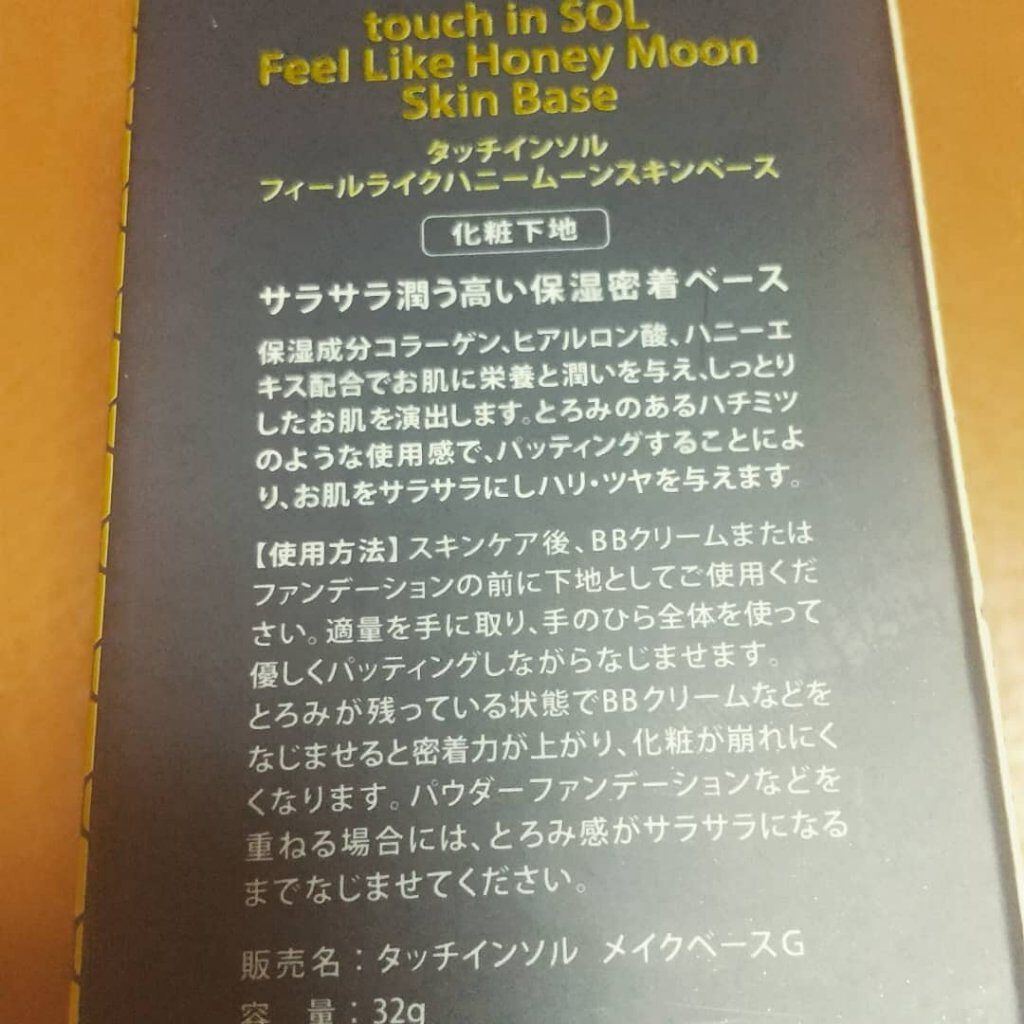 touch in SOL
Feel Like Honey Moon
Skin Base
タッチインソル
フィールライクハニームーンスキンベース
化粧下地
サラサラ潤う高い保湿密着ベース
保湿成分コラーゲン、ヒアルロン酸、ハニーエ
キス配合でお肌に栄養と潤いを与え、しっとり
したお肌を演出します。とろみのあるハチミツ
のような使用感で、パッティングすることによ
り、お肌をサラサラにしハリ・ツヤを与えます。
【使用方法】スキンケア後、BBクリームまたは
ファンデーションの前に下地としてご使用くだ
さい。適量を手に取り、手のひら全体を使って
優しくパッティングしながらなじませます。
とろみが残っている状態でBBクリームなどを
なじませると密着力が上がり、化粧が崩れにく
くなります。パウダーファンデーションなどを
重ねる場合には、とろみ感がサラサラになる
までなじませてください。
販売名：タッチインソル メイクベースG
容 量：32g